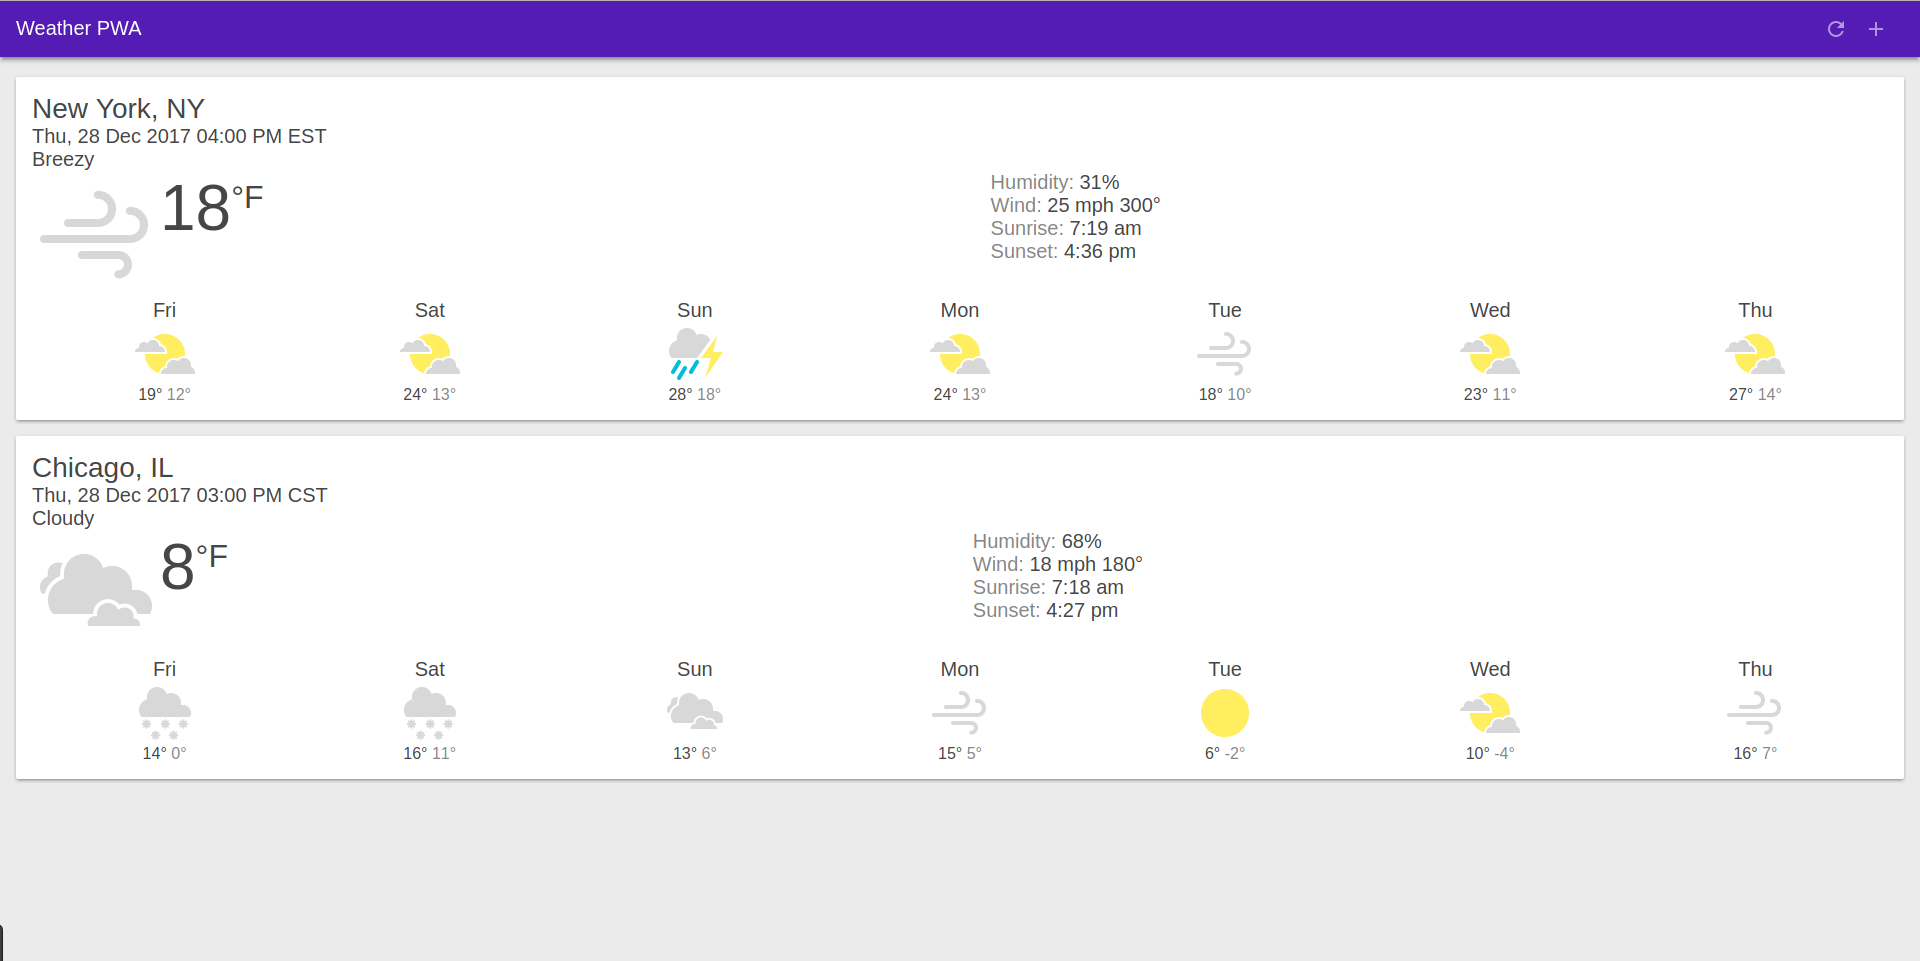 Weather PWA
New York, NY
Thu, 28 Dec 2017 04:00 PM EST
Breezy
18°F
Humidity: 31%
Wind: 25 mph 300°
Sunrise: 7:19 am
Sunset: 4:36 pm
Fri Sat Sun Mon Tue Wed Thu
19° 12° 24° 13° 28° 18° 24° 13° 18° 10° 23° 11° 27° 14°
Chicago, IL
Thu, 28 Dec 2017 03:00 PM CST
Cloudy
8°F
Humidity: 68%
Wind: 18 mph 180°
Sunrise: 7:18 am
Sunset: 4:27 pm
Fri Sat Sun Mon Tue Wed Thu
14° 0° 16° 11° 13° 6° 15° 5° 6° -2° 10° -4° 16° 7°